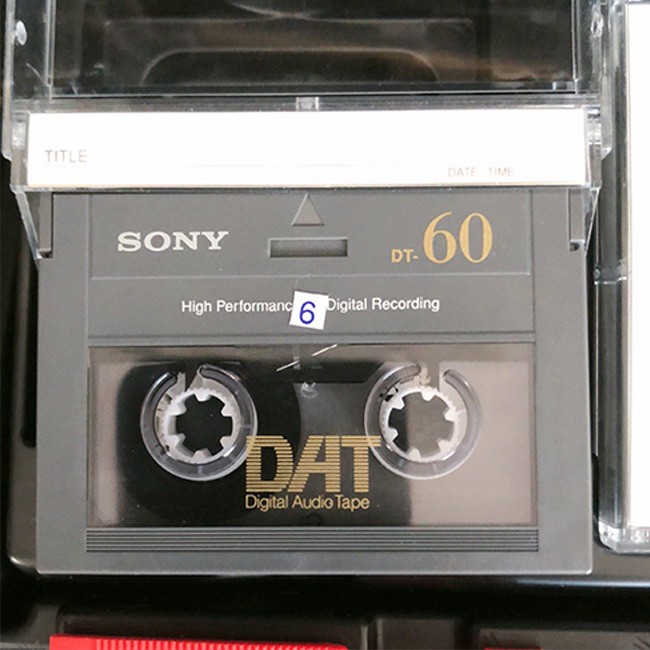 TITLE
DATE TIME
SONY
DT-60
High Performanc Digital Recording
6
DAT
Digital Audio Tape